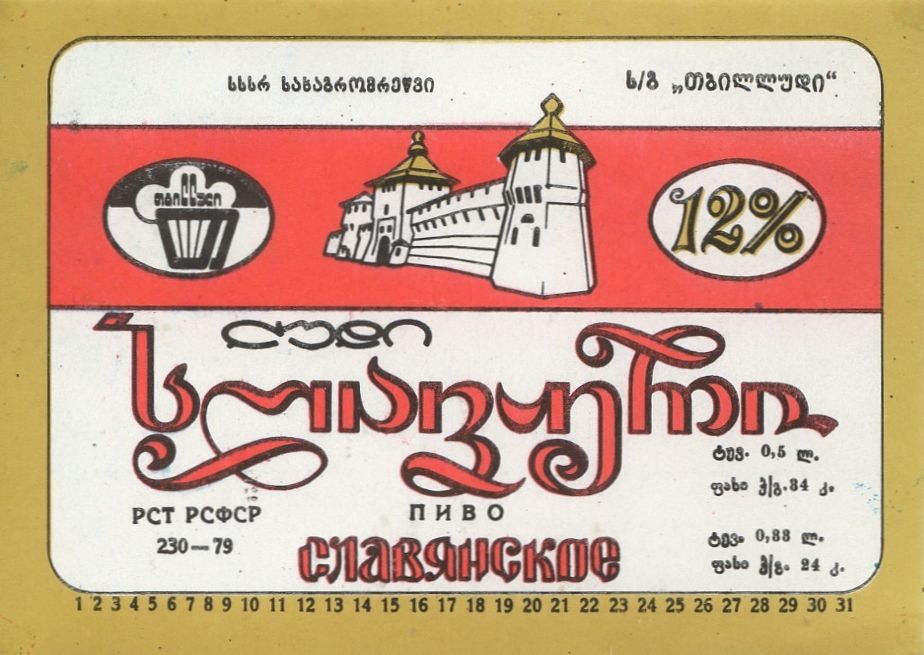 სსსრ სახაგრომრეწვი
ს/გ „თბილლუდი“
თბილლუდი
12%
ლუდი
სლავიანური
ტევ. 0,5 ლ.
ფასი ჭ/გ. 34 კ.
РСТ РСФСР
230—79
ПИВО
СЛАВЯНСКОЕ
ტევ. 0,33 ლ.
ფასი ჭ/გ. 24 კ.
1 2 3 4 5 6 7 8 9 10 11 12 13 14 15 16 17 18 19 20 21 22 23 24 25 26 27 28 29 30 31